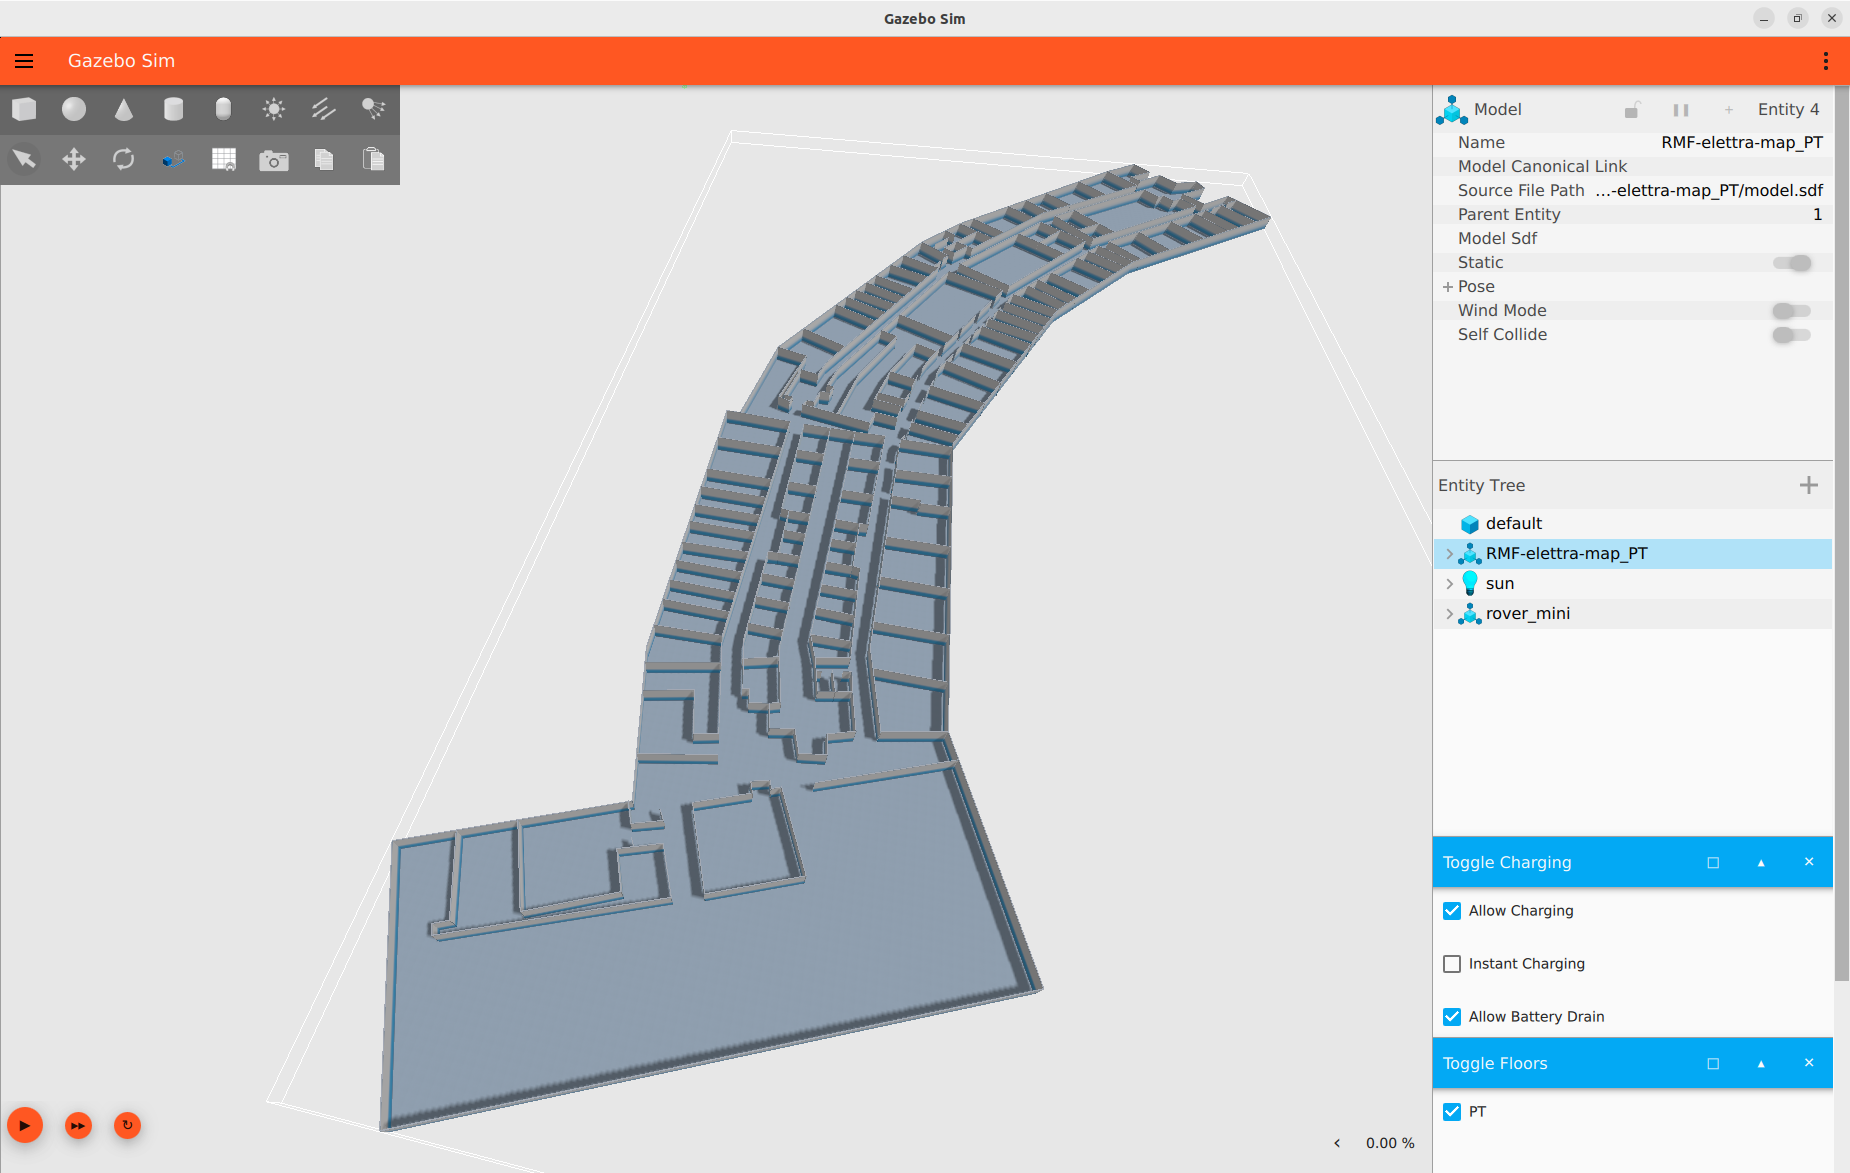 Gazebo Sim
Gazebo Sim
Model Entity 4
Name RMF-elettra-map_PT
Model Canonical Link
Source File Path ...-elettra-map_PT/model.sdf
Parent Entity 1
Model Sdf
Static
+ Pose
Wind Mode
Self Collide
Entity Tree
default
RMF-elettra-map_PT
sun
rover_mini
Toggle Charging
Allow Charging
Instant Charging
Allow Battery Drain
Toggle Floors
PT
0.00 %